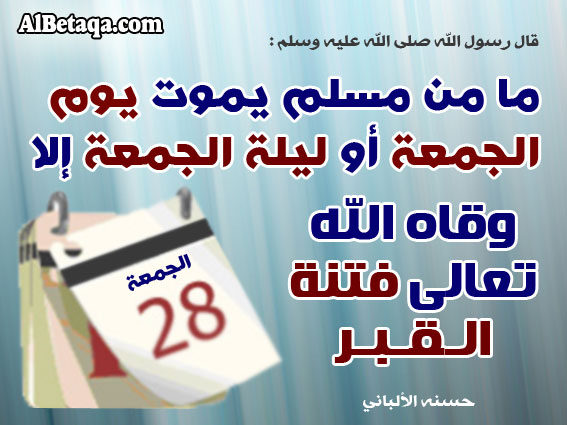 AlBetaqa.com
قال رسول الله صلى الله عليه وسلم :
ما من مسلم يموت يوم
الجمعة أو ليلة الجمعة إلا
وقاه الله
تعالى فتنة
القبر
الجمعة
28
حسنه الألباني